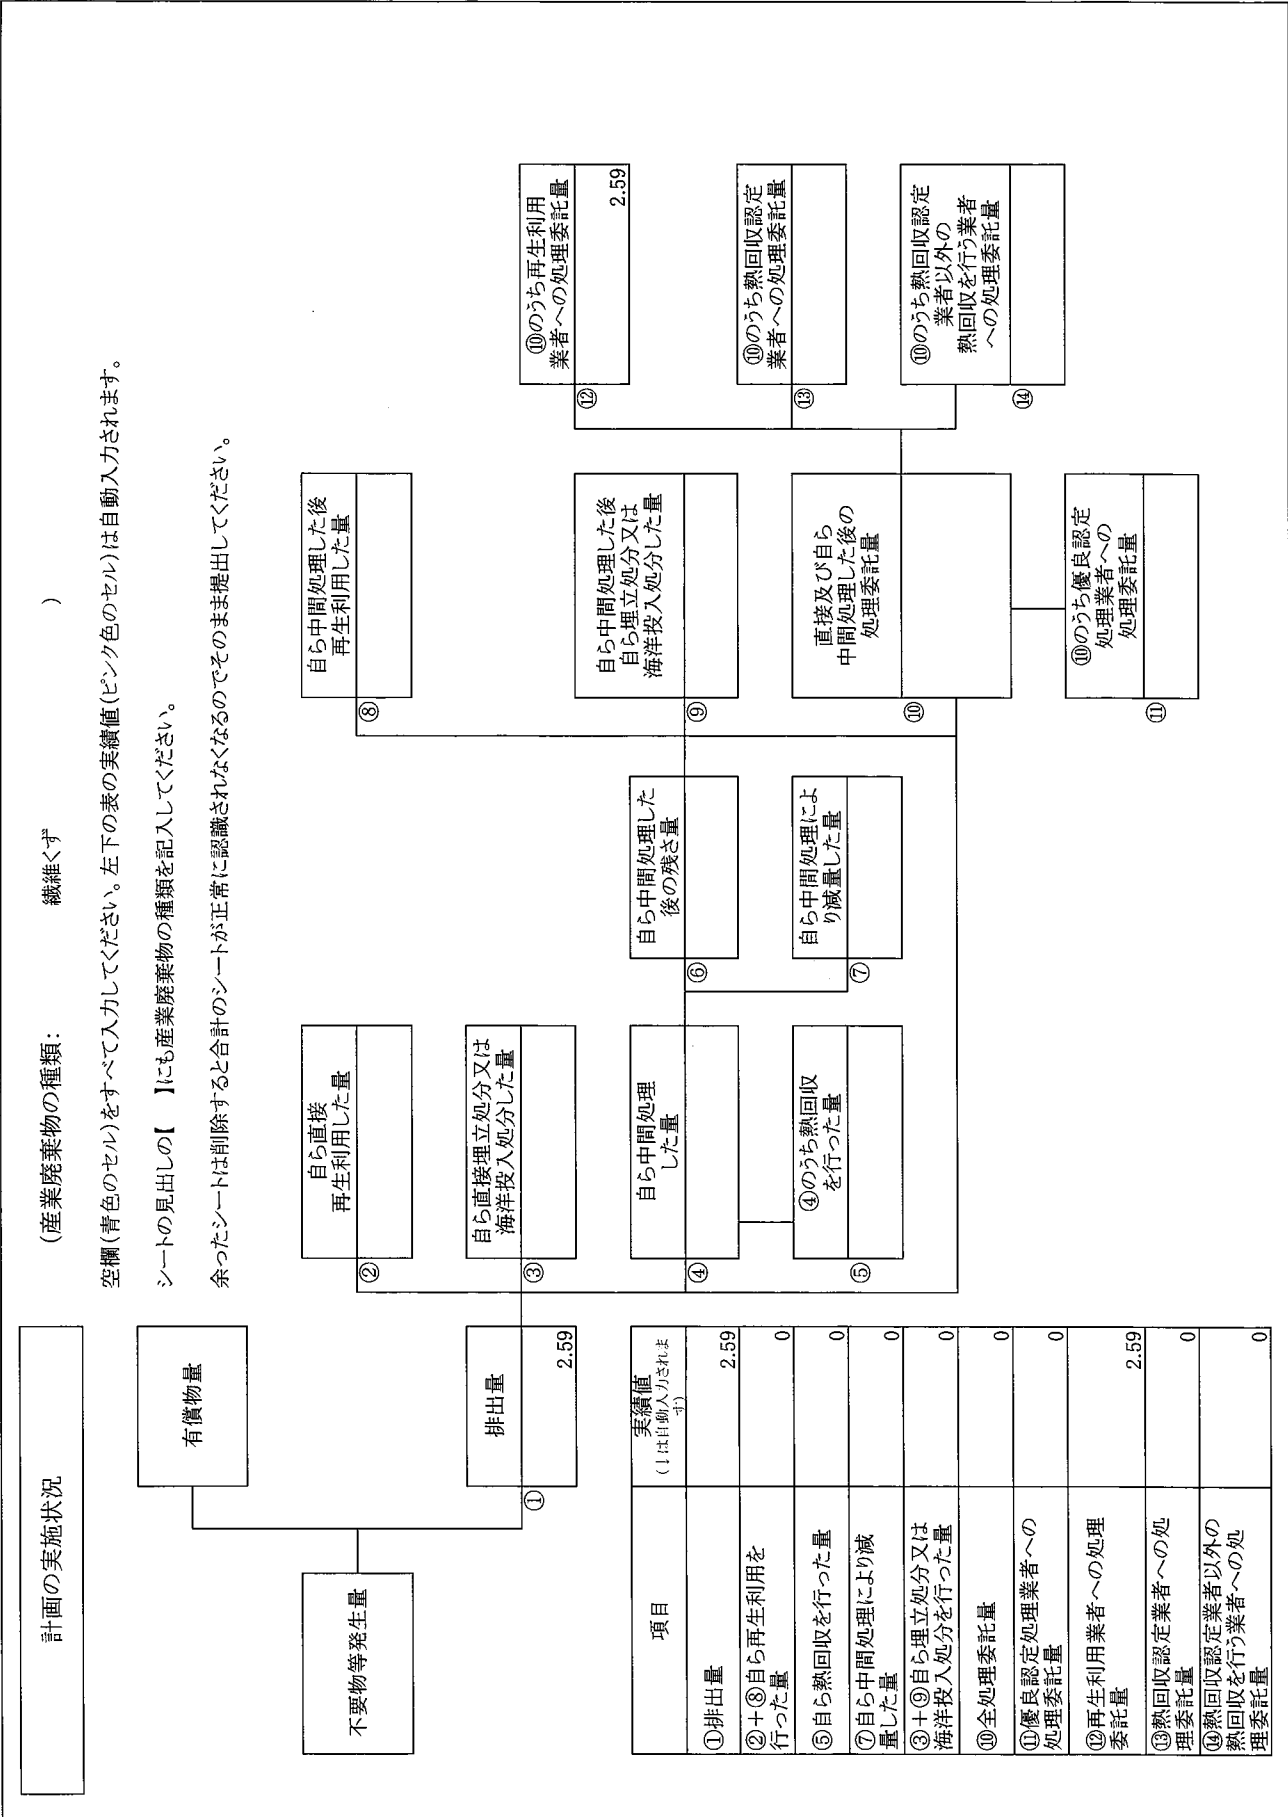 計画の実施状況
(産業廃棄物の種類: 繊維くず )
空欄(青色のセル)をすべて入力してください。左下の表の実績値(ピンク色のセル)は自動入力されます。
シートの見出しの【 】にも産業廃棄物の種類を記入してください。
余ったシートは削除すると合計のシートが正常に認識されなくなるのでそのまま提出してください。
不要物等発生量
有償物量
①
排出量
2.59
②
自ら直接
再生利用した量
③
自ら直接埋立処分又は
海洋投入処分した量
④
自ら中間処理
した量
⑤
④のうち熱回収
を行った量
⑥
自ら中間処理した
後の残さ量
⑦
自ら中間処理によ
り減量した量
⑧
自ら中間処理した後
再生利用した量
⑨
自ら中間処理した後
自ら埋立処分又は
海洋投入処分した量
⑩
直接及び自ら
中間処理した後の
処理委託量
⑪
⑩のうち優良認定
処理業者への
処理委託量
⑫
⑩のうち再生利用
業者への処理委託量
2.59
⑬
⑩のうち熱回収認定
業者への処理委託量
⑭
⑩のうち熱回収認定
業者以外の
熱回収を行う業者
への処理委託量
項目
実績値
は自動入力されま
す)
①排出量 2.59
②+⑧自ら再生利用を
行った量 0
⑤自ら熱回収を行った量 0
⑦自ら中間処理により減
量した量 0
③+⑨自ら埋立処分又は
海洋投入処分を行った量 0
⑩全処理委託量 0
⑪優良認定処理業者への
処理委託量 0
⑫再生利用業者への処理
委託量 2.59
⑬熱回収認定業者への処
理委託量 0
⑭熱回収認定業者以外の
熱回収を行う業者への処
理委託量 0